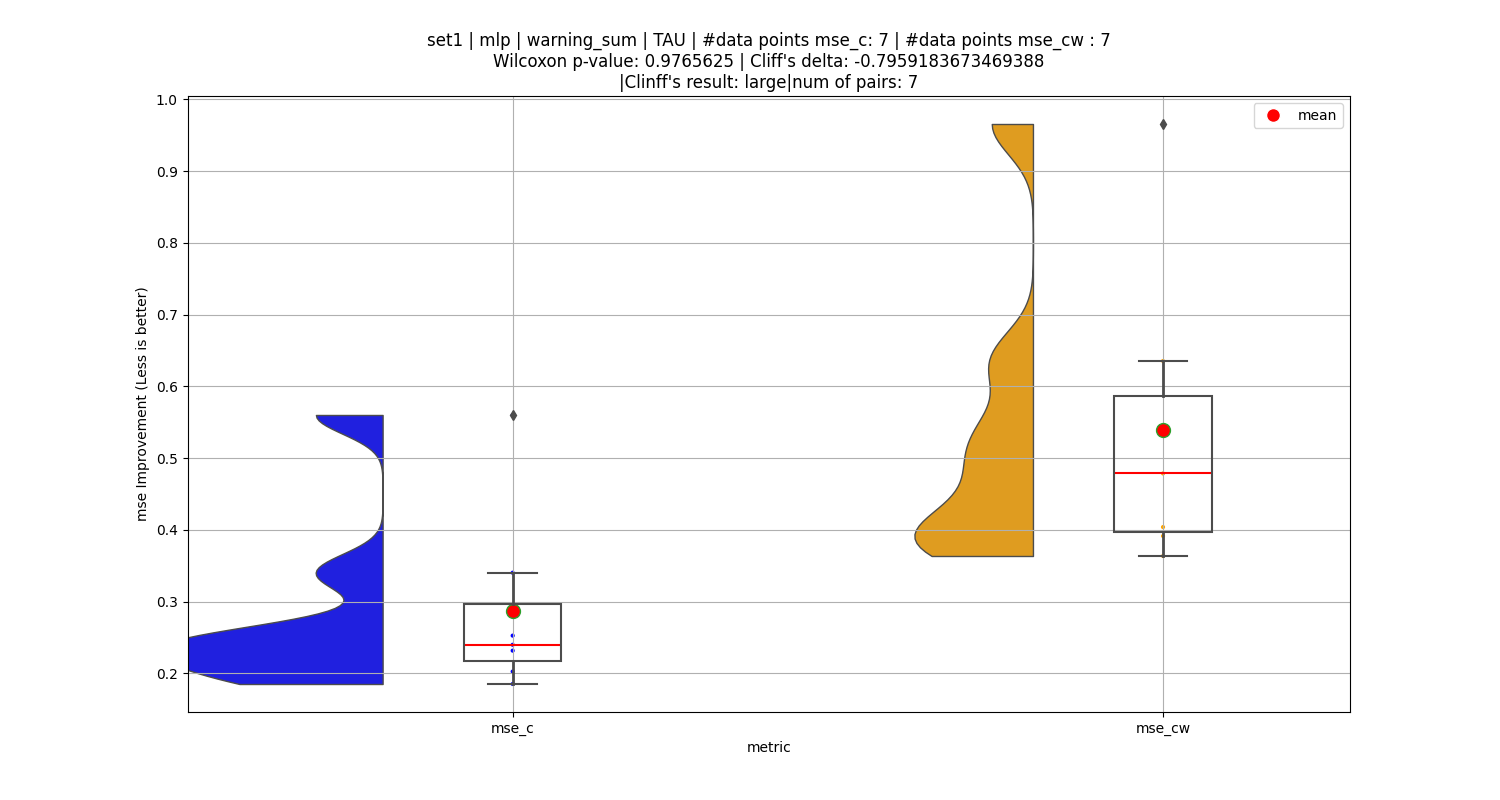 set1 | mlp | warning_sum | TAU | #data points mse_c: 7 | #data points mse_cw : 7
Wilcoxon p-value: 0.9765625 | Cliff's delta: -0.7959183673469388
|Clinff's result: large|num of pairs: 7
mean
mse Improvement (Less is better)
1.0
0.9
0.8
0.7
0.6
0.5
0.4
0.3
0.2
mse_c
mse_cw
metric